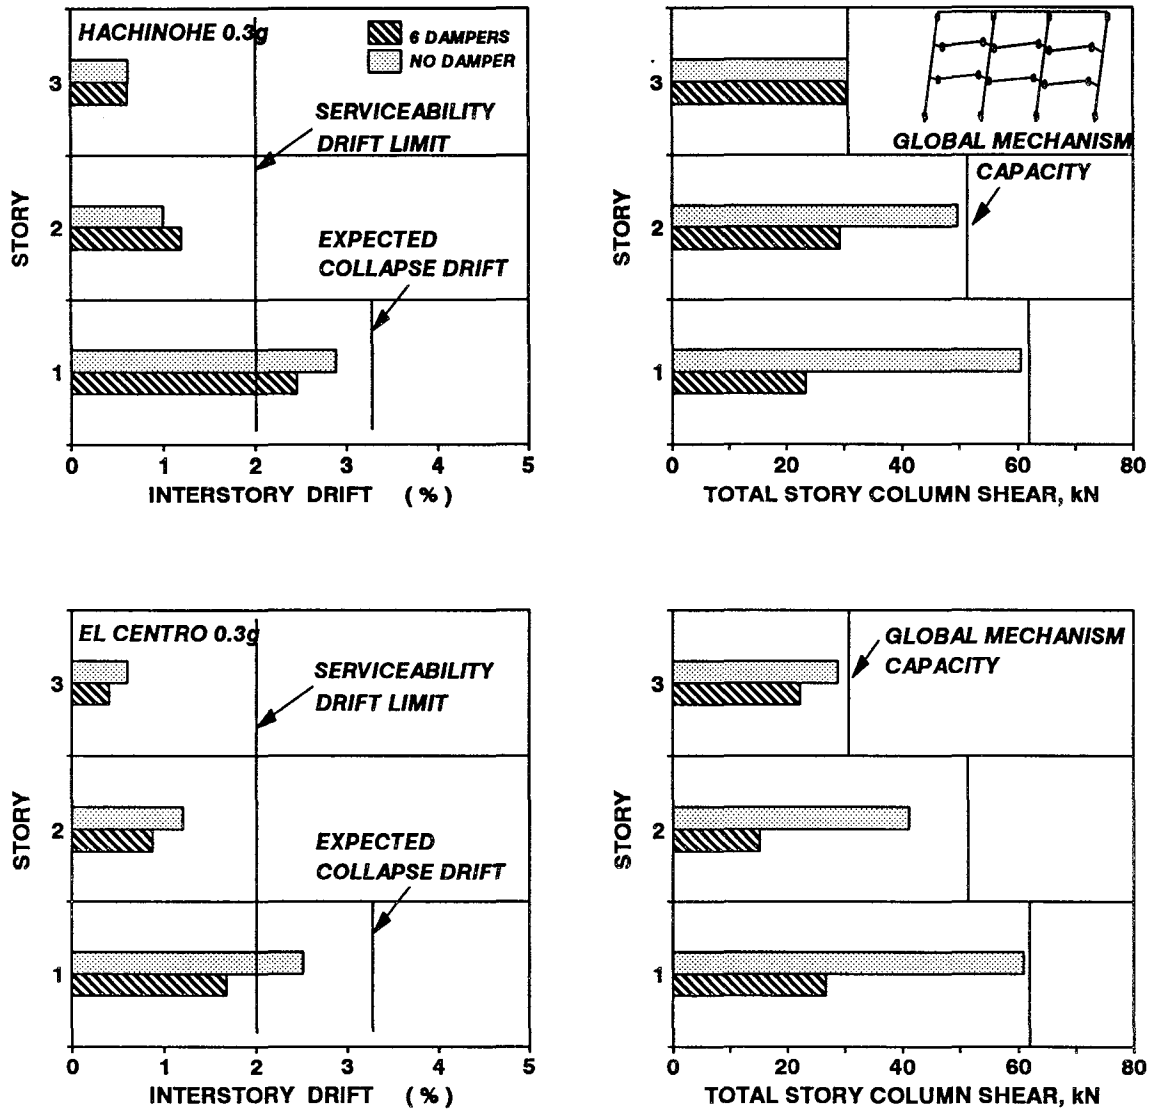 HACHINOHE 0.3g
6 DAMPERS
NO DAMPER
SERVICEABILITY
DRIFT LIMIT
EXPECTED
COLLAPSE DRIFT
STORY
3
2
1
0 1 2 3 4 5
INTERSTORY DRIFT (%)
GLOBAL MECHANISM
CAPACITY
STORY
3
2
1
0 20 40 60 80
TOTAL STORY COLUMN SHEAR, kN
EL CENTRO 0.3g
SERVICEABILITY
DRIFT LIMIT
EXPECTED
COLLAPSE DRIFT
STORY
3
2
1
0 1 2 3 4 5
INTERSTORY DRIFT (%)
GLOBAL MECHANISM
CAPACITY
STORY
3
2
1
0 20 40 60 80
TOTAL STORY COLUMN SHEAR, kN